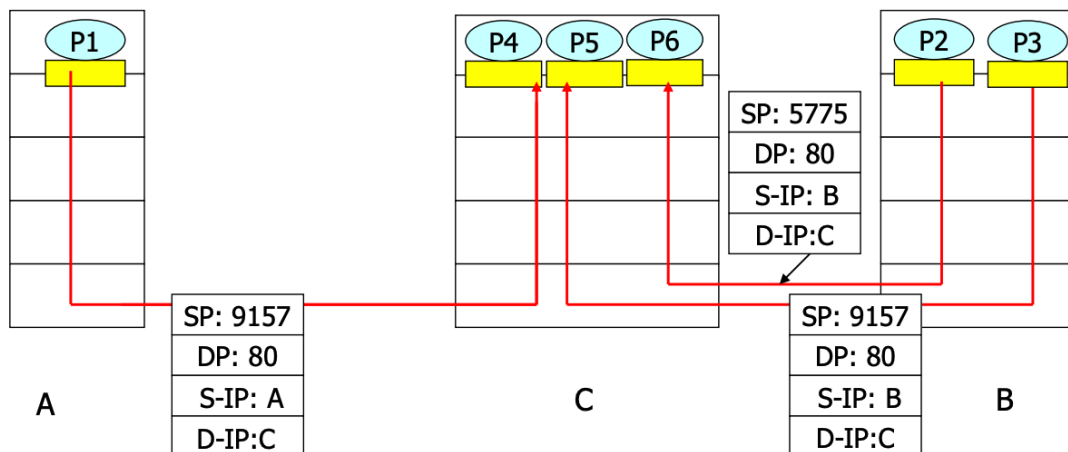 P1
P4
P5
P6
P2
P3
SP: 5775
DP: 80
S-IP: B
D-IP:C
SP: 9157
DP: 80
S-IP: A
D-IP:C
SP: 9157
DP: 80
S-IP: B
D-IP:C
A
C
B